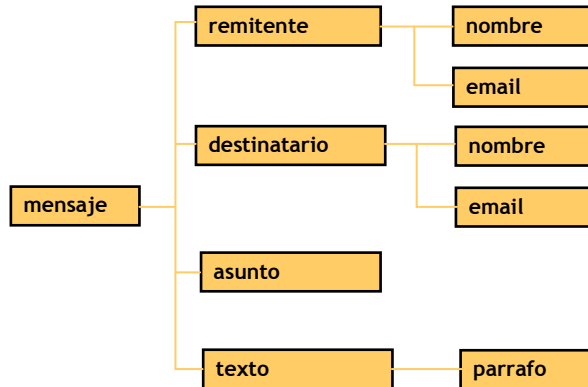 remitente
nombre
email
destinatario
nombre
email
mensaje
asunto
texto
parrafo